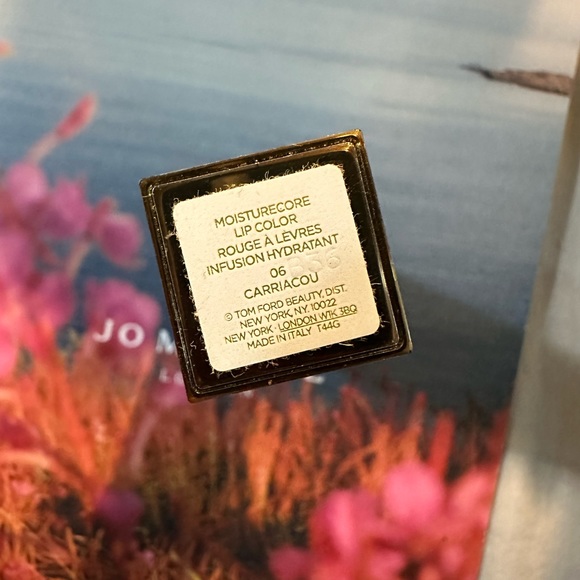 MOISTURECORE
LIP COLOR
ROUGE À LÈVRES
INFUSION HYDRATANT
06
CARRIACOU
© TOM FORD BEAUTY, DIST.
NEW YORK, NY. 10022
NEW YORK · LONDON W1K 3BQ
MADE IN ITALY T44G
JO M